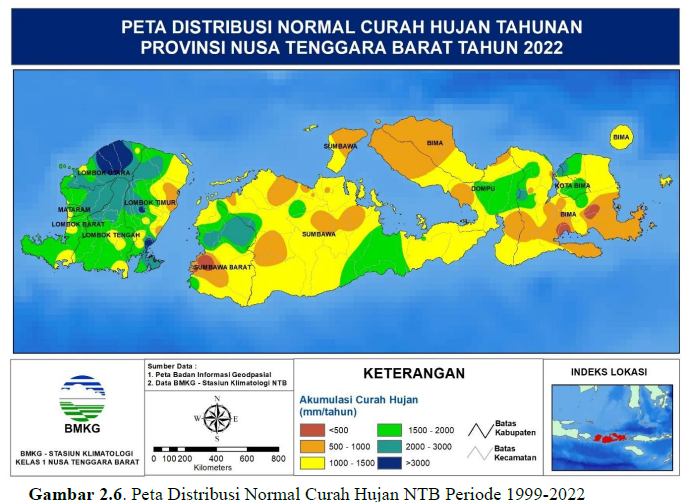 PETA DISTRIBUSI NORMAL CURAH HUJAN TAHUNAN
PROVINSI NUSA TENGGARA BARAT TAHUN 2022
SUMBAWA
BIMA
BIMA
LOMBOK UTARA
LOMBOK TIMUR
MATARAM
LOMBOK BARAT
LOMBOK TENGAH
DOMPU
KOTA BIMA
BIMA
SUMBAWA
SUMBAWA BARAT
BMKG
BMKG - STASIUN KLIMATOLOGI
KELAS 1 NUSA TENGGARA BARAT
Sumber Data :
1. Peta Badan Informasi Geodpasial
2. Data BMKG - Stasiun Klimatologi NTB
N
W E
S
0 100 200 400 600 800
Kilometers
KETERANGAN
Akumulasi Curah Hujan
(mm/tahun)
<500
500 - 1000
1000 - 1500
1500 - 2000
2000 - 3000
>3000
Batas
Kabupaten
Batas
Kecamatan
INDEKS LOKASI
Gambar 2.6. Peta Distribusi Normal Curah Hujan NTB Periode 1999-2022